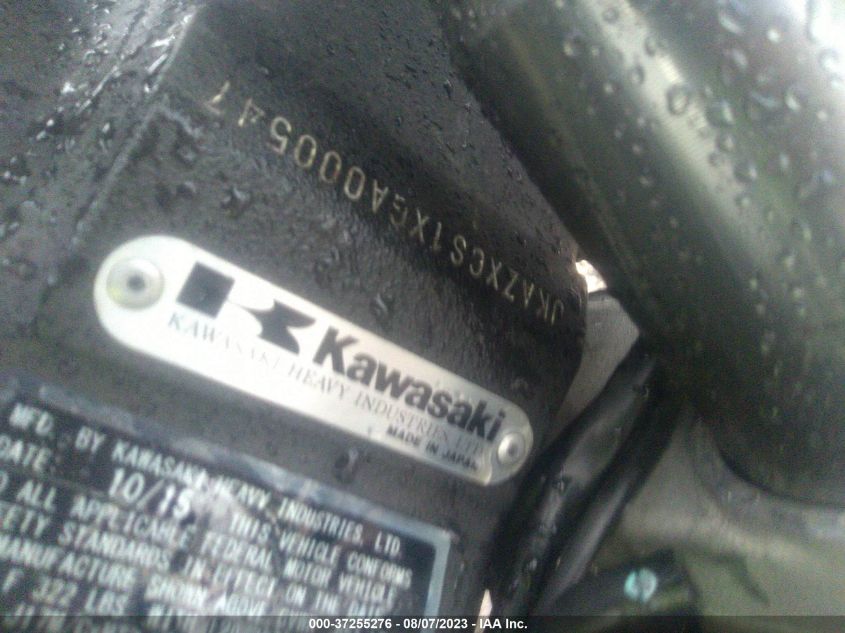 JKAZXCS1XGA000547
Kawasaki
KAWASAKI HEAVY INDUSTRIES, LTD.
MADE IN JAPAN
MFD. BY KAWASAKI HEAVY INDUSTRIES, LTD.
DATE: 10/15 THIS VEHICLE CONFORMS
ALL APPLICABLE FEDERAL MOTOR VEHICLE
FETY STANDARDS IN EFFECT ON THE DATE
MANUFACTURE SHOWN ABOVE
F 322 LBS
000-37255276 - 08/07/2023 - IAA Inc.